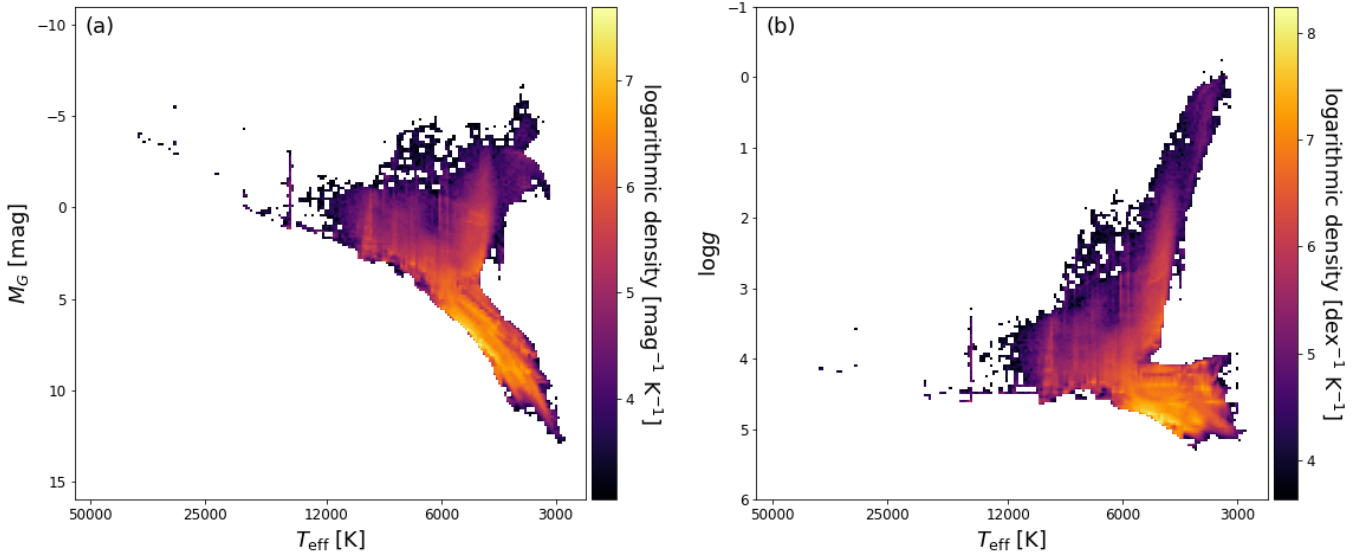 (a)
−10
−5
0
5
10
15
M_G [mag]
50000 25000 12000 6000 3000
T_eff [K]
7
6
5
4
logarithmic density [mag⁻¹ K⁻¹]
(b)
−1
0
1
2
3
4
5
6
logg
50000 25000 12000 6000 3000
T_eff [K]
8
7
6
5
4
logarithmic density [dex⁻¹ K⁻¹]